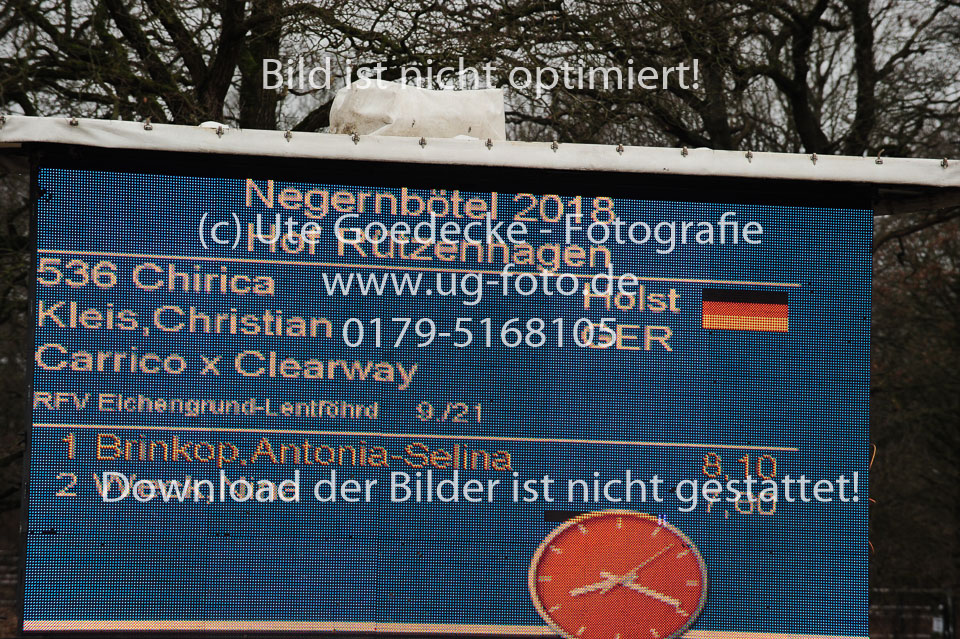 Bild ist nicht optimiert!
Negernbötel 2018
(c) Ute Goedecke - Fotografie
Hof Rützenhagen
536 Chirica
www.ug-foto.de
Holst
Kleis,Christian
0179-5168105
GER
Carrico x Clearway
RFV Eichengrund-Lentföhrd 9./21
1 Brinkop,Antonia-Selina 8,10
2
Download der Bilder ist nicht gestattet!